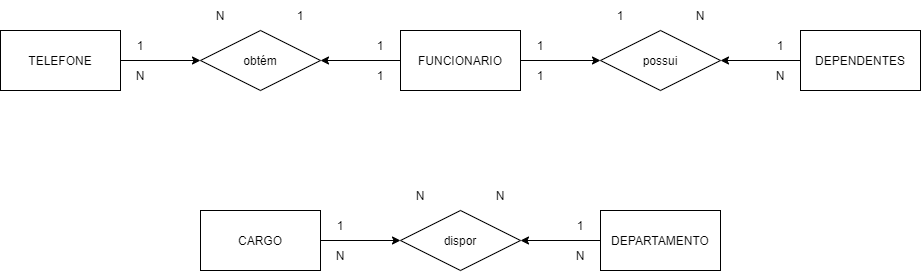 N 1 1 N
1 1 1 1
TELEFONE obtém FUNCIONARIO possui DEPENDENTES
N 1 1 N
N N
1 1
CARGO dispor DEPARTAMENTO
N N